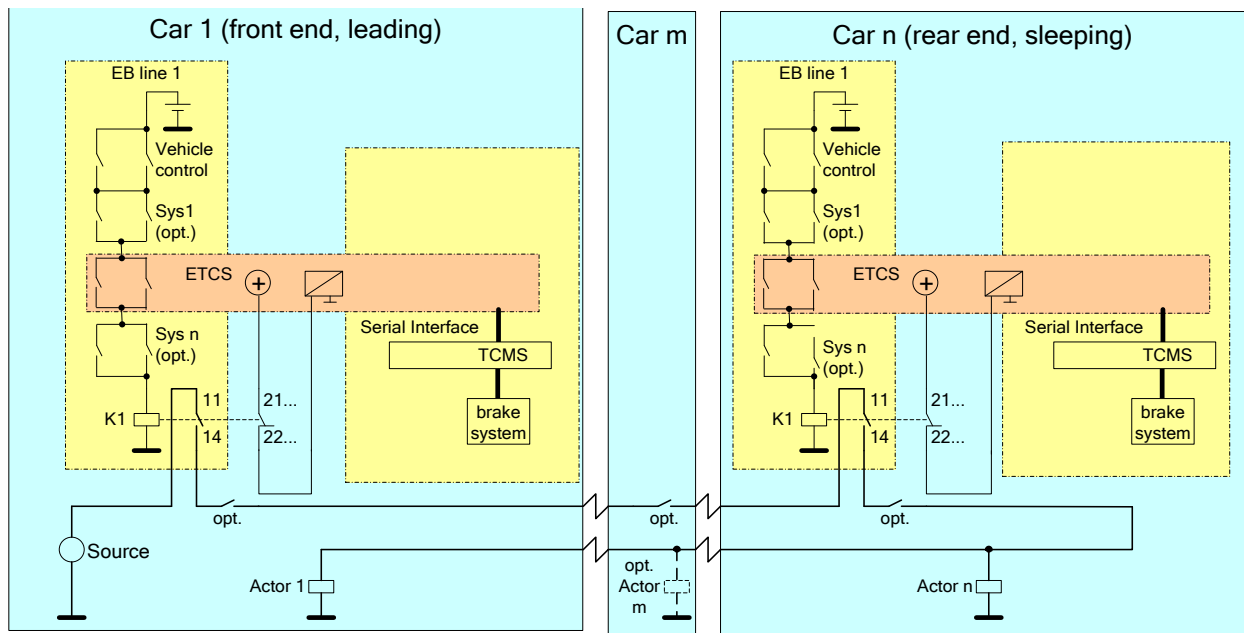 Car 1 (front end, leading)
EB line 1
Vehicle
control
Sys1
(opt.)
ETCS
+
Serial Interface
Sys n
(opt.)
TCMS
K1
11
14
21...
22...
brake
system
opt.
Source
Actor 1
Car m
opt.
opt.
Actor
m
Car n (rear end, sleeping)
EB line 1
Vehicle
control
Sys1
(opt.)
ETCS
+
Serial Interface
Sys n
(opt.)
TCMS
K1
11
14
21...
22...
brake
system
opt.
Actor n